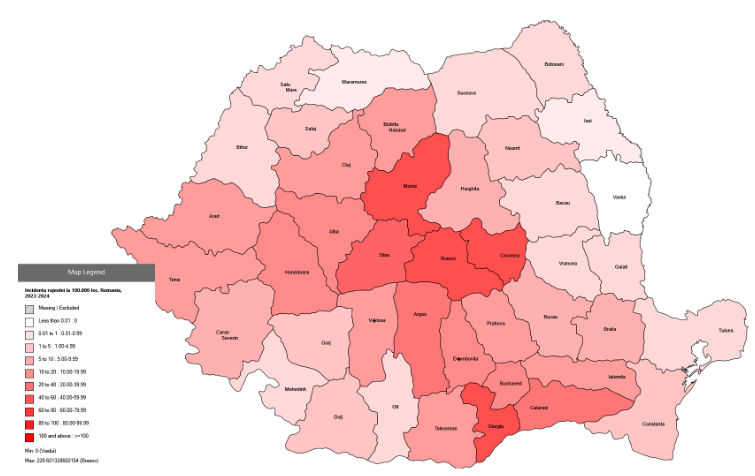 Botosani
Maramures
Satu
Mare
Suceava
Iasi
Bistrita
Nasaud
Salaj
Bihor
Neamt
Cluj
Mures
Harghita
Vaslui
Bacau
Arad
Alba
Sibiu
Brasov
Covasna
Vrancea
Galati
Hunedoara
Timis
Map Legend
Incidenta rujeolei la 100.000 loc, Romania,
2023-2024
Missing / Excluded
Less than 0.01 : 0
0.01 to 1 : 0.01-0.99
1 to 5 : 1.00-4.99
5 to 10 : 5.00-9.99
10 to 20 : 10.00-19.99
20 to 40 : 20.00-39.99
40 to 60 : 40.00-59.99
60 to 80 : 60.00-79.99
80 to 100 : 80.00-99.99
100 and above : >=100
Min: 0 (Vaslui)
Max: 229.601328602154 (Brasov)
Caras
Severin
Gorj
V�lcea
Arges
Prahova
Buzau
Braila
Tulcea
D�mbovita
Mehedinti
Dolj
Olt
Teleorman
Giurgiu
Bucharest
Ialomita
Calarasi
Constanta